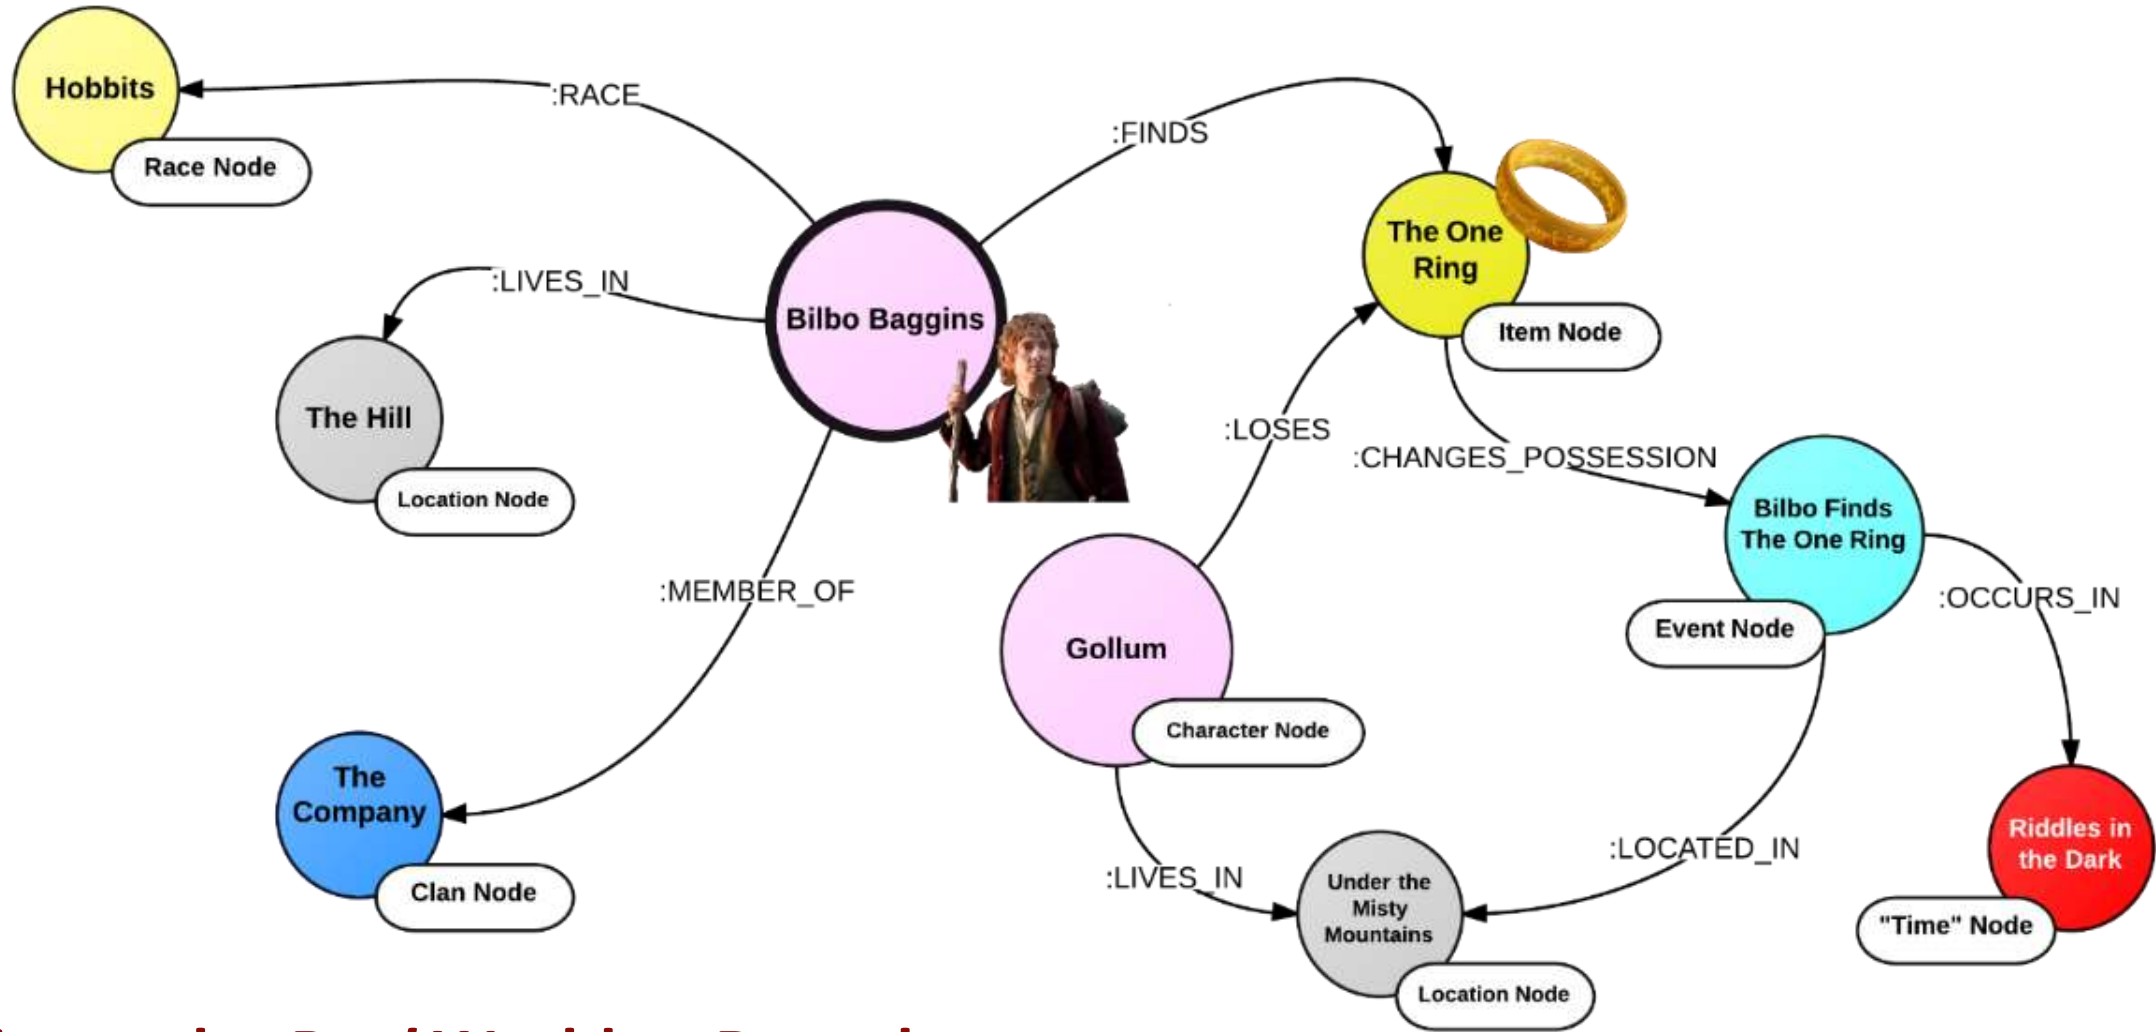 Hobbits
Race Node
:RACE
:FINDS
The One
Ring
Item Node
:LIVES_IN
Bilbo Baggins
The Hill
Location Node
:LOSES
:CHANGES_POSSESSION
Bilbo Finds
The One Ring
Event Node
:OCCURS_IN
:MEMBER_OF
Gollum
Character Node
The
Company
Clan Node
:LIVES_IN
Under the
Misty
Mountains
Location Node
:LOCATED_IN
Riddles in
the Dark
"Time" Node